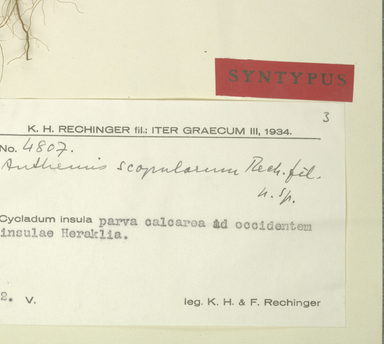 SYNTYPUS
3
K. H. RECHINGER fil.: ITER GRAECUM III, 1934.
No. 4807.
Anthemis scopulorum Rech. fil.
n. sp.
Cycladum insula parva calcarea ad occidentem
insulae Heraklia.
2. V. leg. K. H. & F. Rechinger